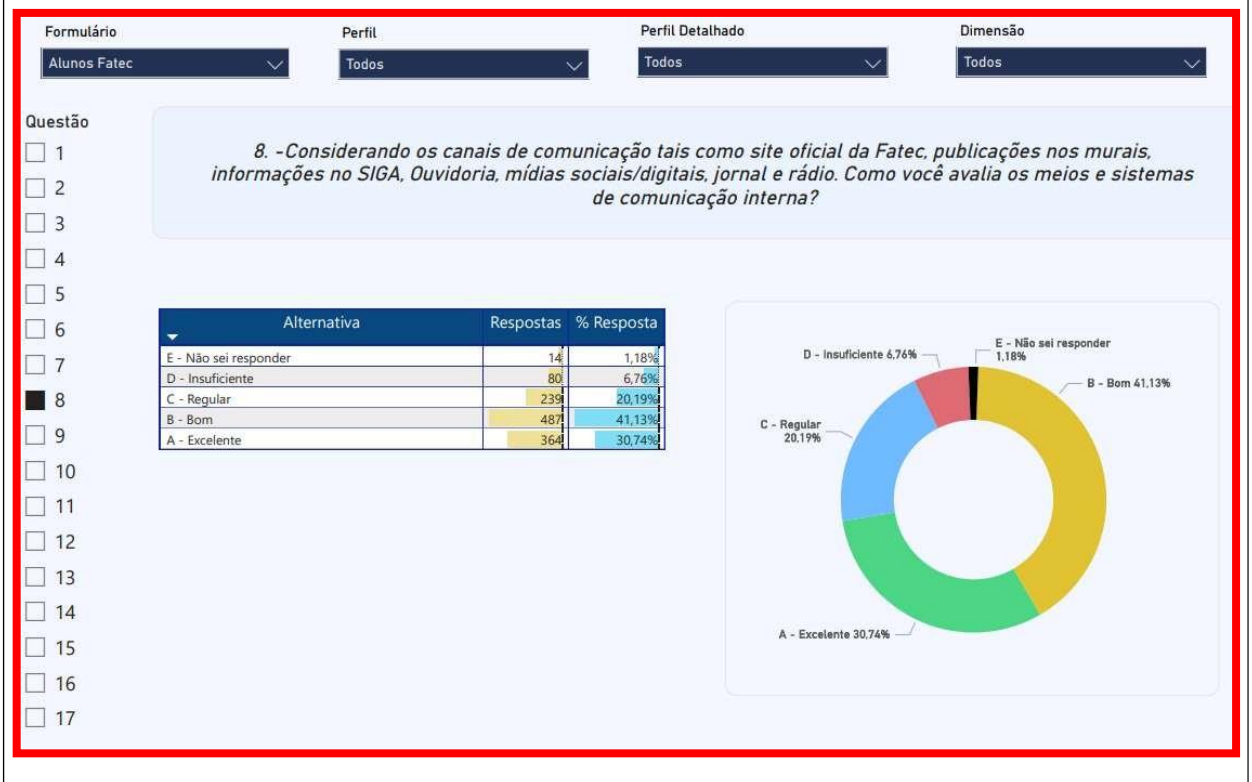 Formulário
Perfil
Perfil Detalhado
Dimensão
Alunos Fatec
Todos
Todos
Todos
Questão
1
2
3
4
5
6
7
8
9
10
11
12
13
14
15
16
17
8. -Considerando os canais de comunicação tais como site oficial da Fatec, publicações nos murais,
informações no SIGA, Ouvidoria, mídias sociais/digitais, jornal e rádio. Como você avalia os meios e sistemas
de comunicação interna?
Alternativa Respostas % Resposta
E - Não sei responder 14 1,18%
D - Insuficiente 80 6,76%
C - Regular 239 20,19%
B - Bom 487 41,13%
A - Excelente 364 30,74%
D - Insuficiente 6,76%
E - Não sei responder
1,18%
B - Bom 41,13%
C - Regular
20,19%
A - Excelente 30,74%